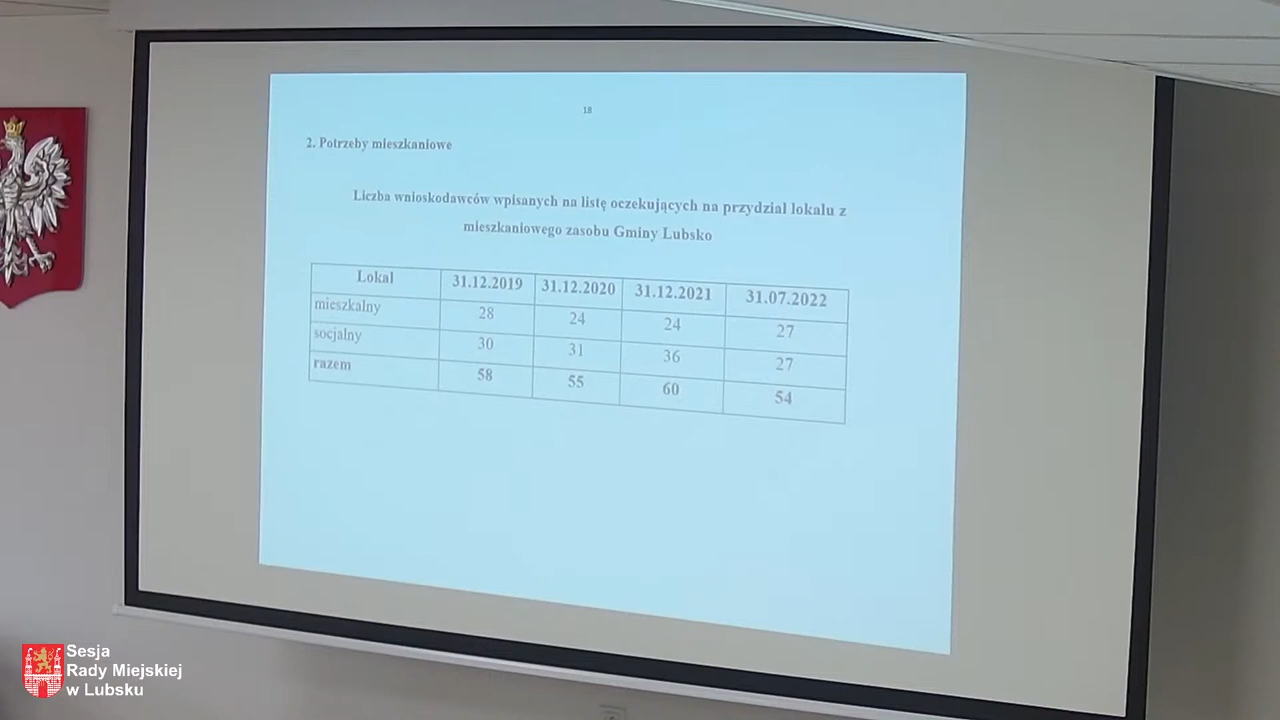 18
2. Potrzeby mieszkaniowe
Liczba wnioskodawców wpisanych na listę oczekujących na przydział lokalu z
mieszkaniowego zasobu Gminy Lubsko
Lokal 31.12.2019 31.12.2020 31.12.2021 31.07.2022
mieszkalny 28 24 24 27
socjalny 30 31 36 27
razem 58 55 60 54
Sesja
Rady Miejskiej
w Lubsku